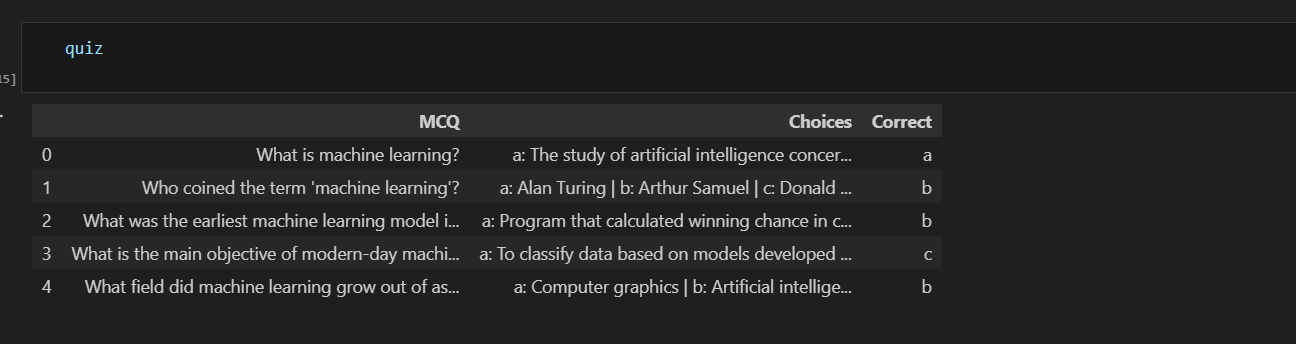 quiz
15]
MCQ Choices Correct
0 What is machine learning? a: The study of artificial intelligence concer... a
1 Who coined the term 'machine learning'? a: Alan Turing | b: Arthur Samuel | c: Donald ... b
2 What was the earliest machine learning model i... a: Program that calculated winning chance in c... b
3 What is the main objective of modern-day machi... a: To classify data based on models developed ... c
4 What field did machine learning grow out of as... a: Computer graphics | b: Artificial intellige... b